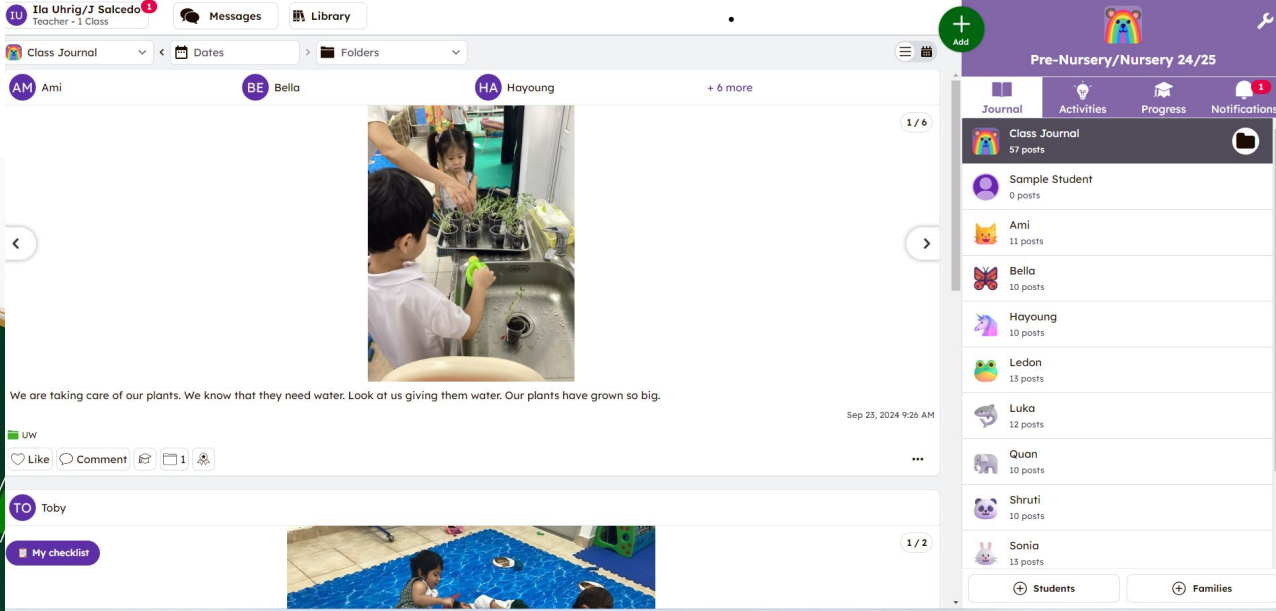 IU
Ila Uhrig/J Salcedo
1
Teacher - 1 Class
Messages
Library
Add
Pre-Nursery/Nursery 24/25
Class Journal
Dates
Folders
Journal
Activities
Progress
Notifications
1
AM Ami
BE Bella
HA Hayoung
+ 6 more
1 / 6
We are taking care of our plants. We know that they need water. Look at us giving them water. Our plants have grown so big.
Sep 23, 2024 9:26 AM
UW
Like
Comment
1
TO Toby
My checklist
1 / 2
Class Journal
57 posts
Sample Student
0 posts
Ami
11 posts
Bella
10 posts
Hayoung
10 posts
Ledon
13 posts
Luka
12 posts
Quan
10 posts
Shruti
10 posts
Sonia
13 posts
Students
Families